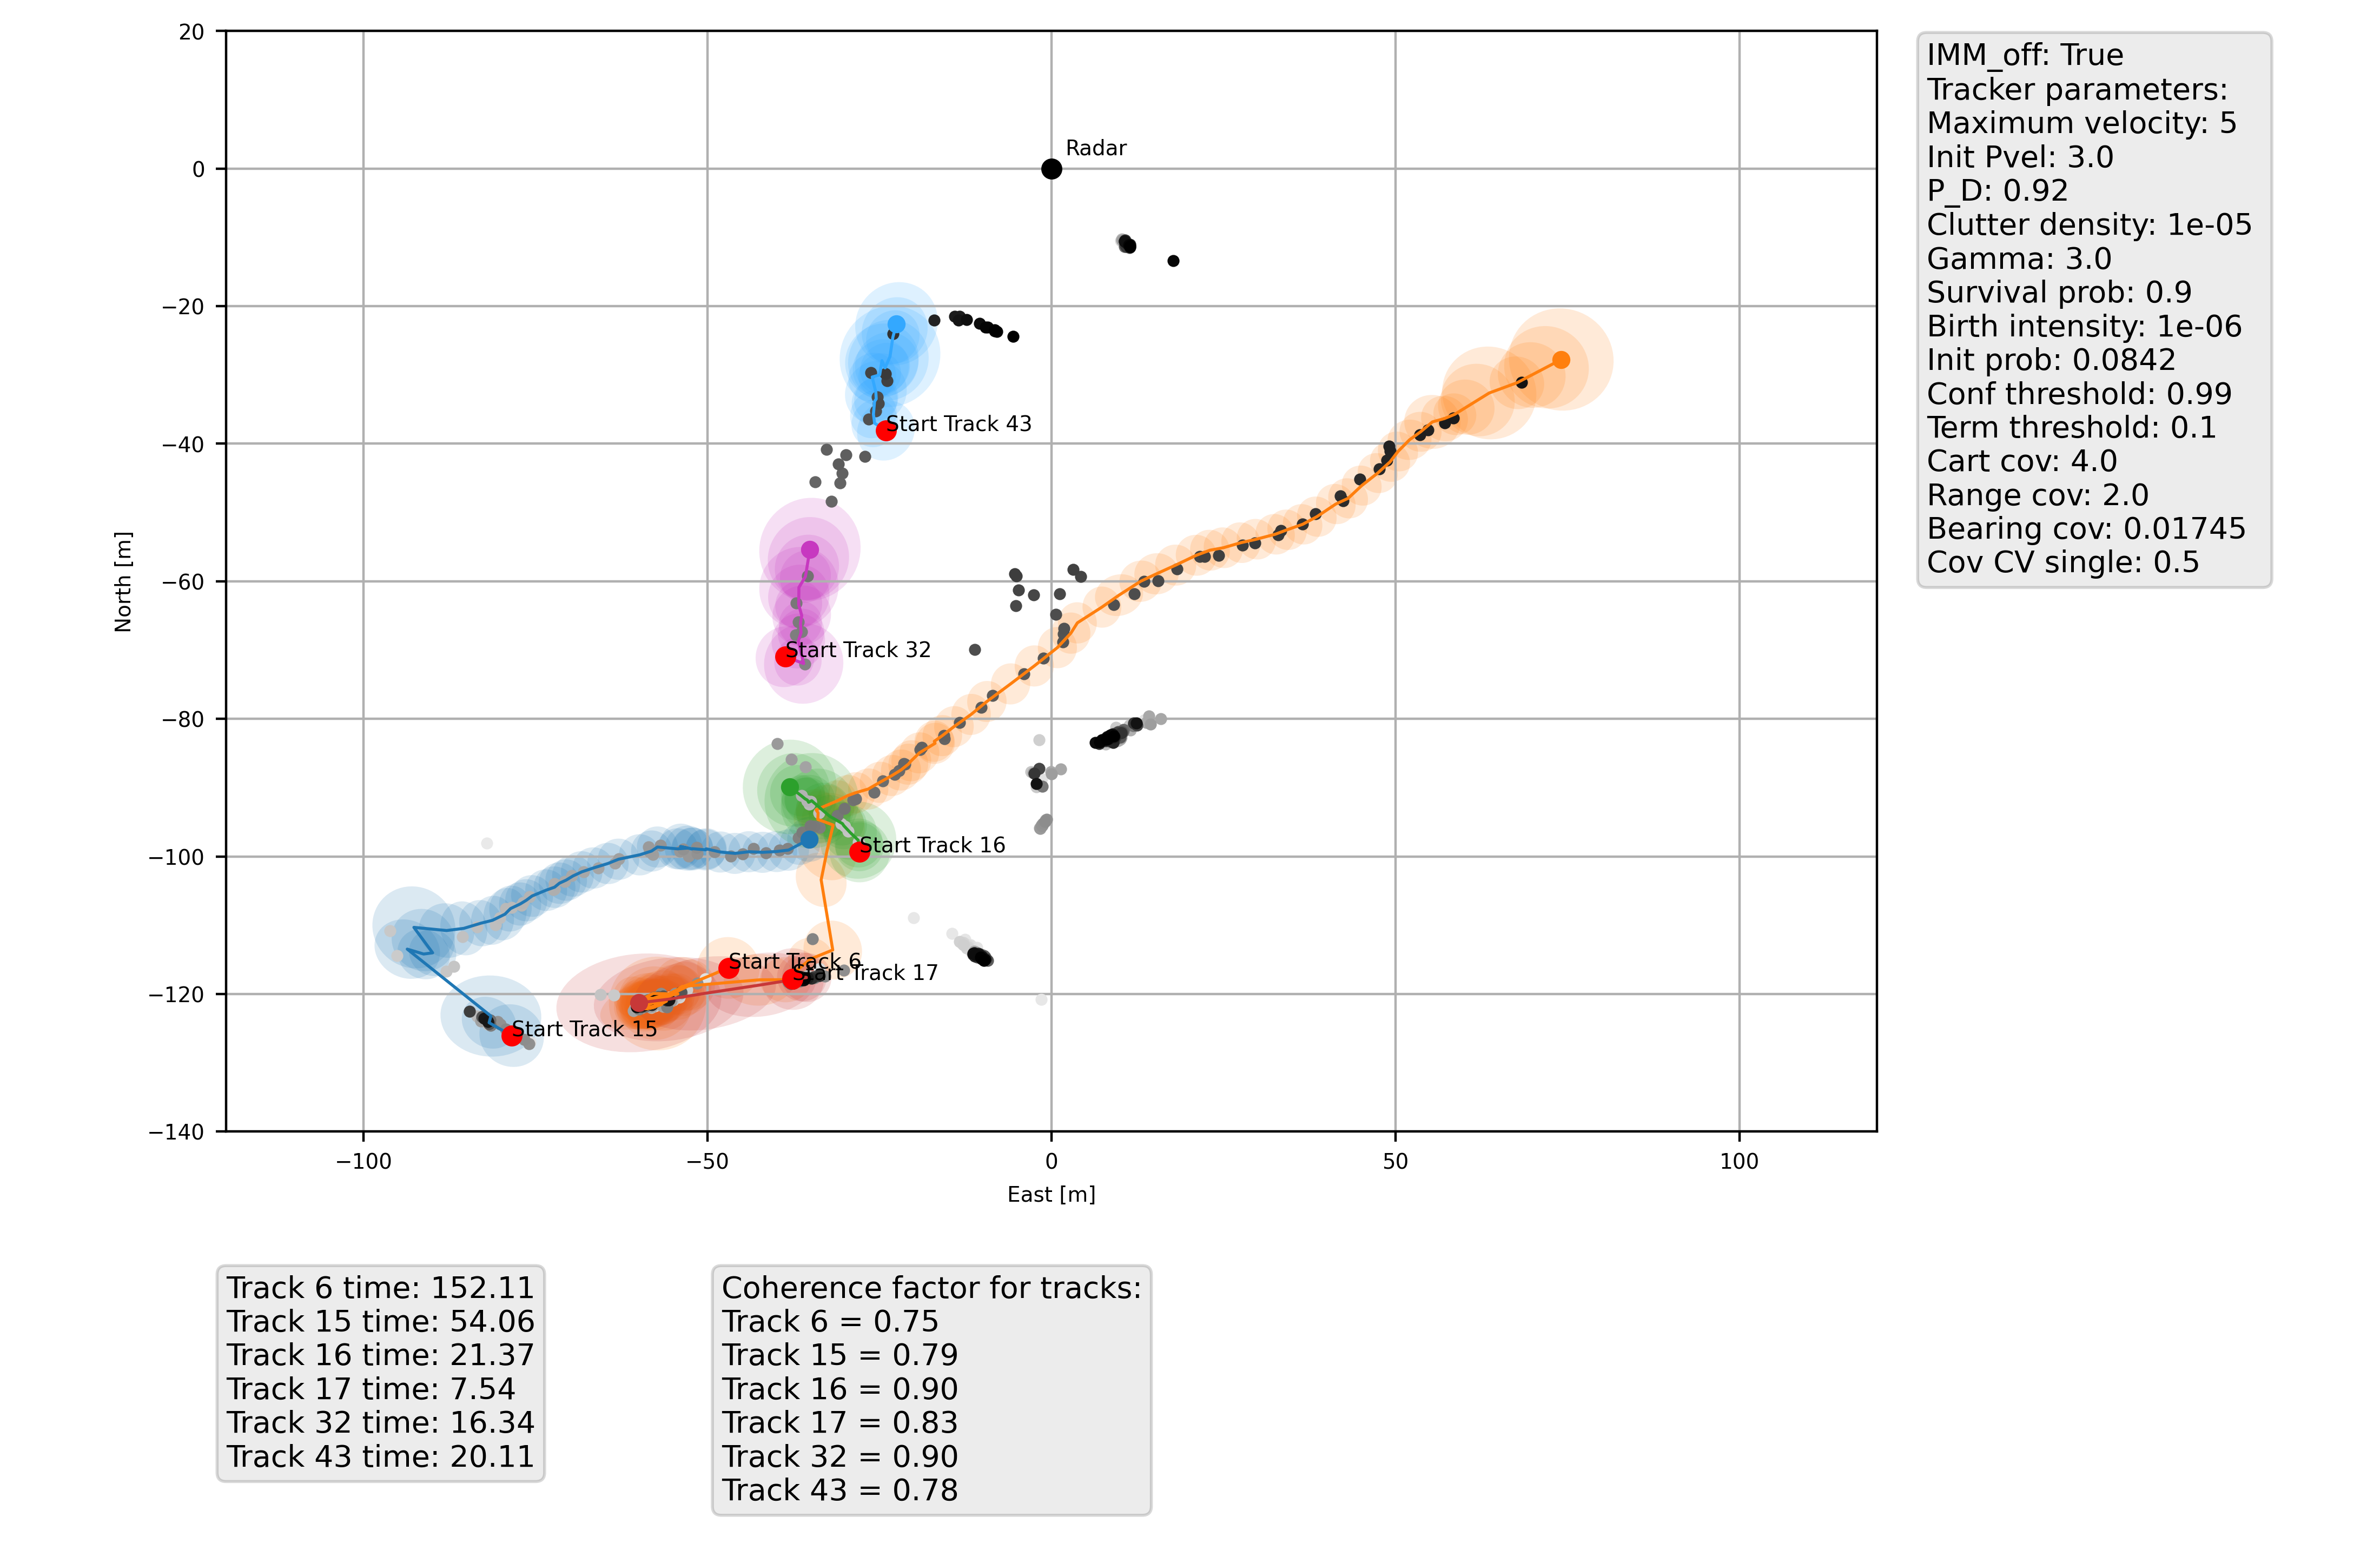 20
0
−20
−40
−60
−80
−100
−120
−140
−100
−50
0
50
100
North [m]
East [m]
Radar
Start Track 43
Start Track 32
Start Track 16
Start Track 6
Start Track 17
Start Track 15
IMM_off: True
Tracker parameters:
Maximum velocity: 5
Init Pvel: 3.0
P_D: 0.92
Clutter density: 1e-05
Gamma: 3.0
Survival prob: 0.9
Birth intensity: 1e-06
Init prob: 0.0842
Conf threshold: 0.99
Term threshold: 0.1
Cart cov: 4.0
Range cov: 2.0
Bearing cov: 0.01745
Cov CV single: 0.5
Track 6 time: 152.11
Track 15 time: 54.06
Track 16 time: 21.37
Track 17 time: 7.54
Track 32 time: 16.34
Track 43 time: 20.11
Coherence factor for tracks:
Track 6 = 0.75
Track 15 = 0.79
Track 16 = 0.90
Track 17 = 0.83
Track 32 = 0.90
Track 43 = 0.78